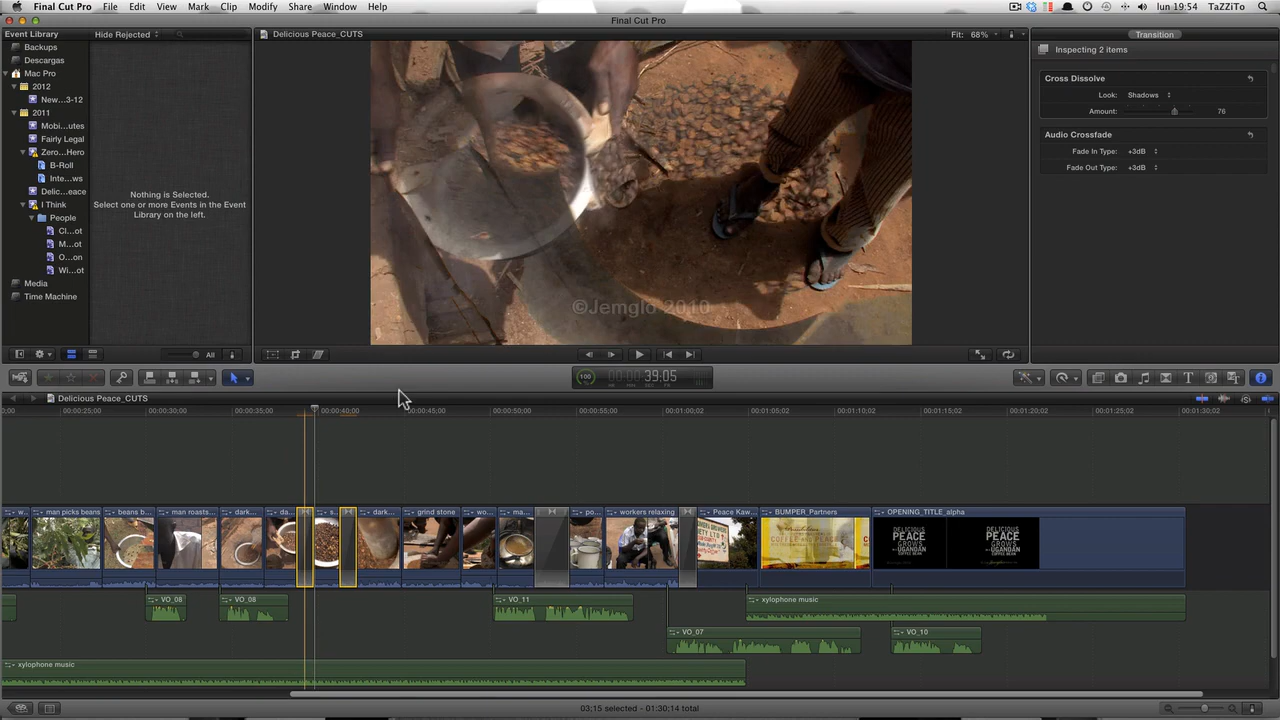 Final Cut Pro File Edit View Mark Clip Modify Share Window Help lun 19:54 TaZZiTo
Final Cut Pro
Event Library Hide Rejected Delicious Peace_CUTS Fit: 68% Transition
Backups
Descargas
Mac Pro
2012
New...3-12
2011
Mobi...utes
Fairly Legal
Zero...Hero
B-Roll
Inte...ws
Delic...eace
I Think
People
Cl...ot
M...ot
O...on
Wi...ot
Media
Time Machine
Nothing is Selected.
Select one or more Events in the Event
Library on the left.
©Jemglo 2010
Inspecting 2 items
Cross Dissolve
Look: Shadows
Amount: 76
Audio Crossfade
Fade In Type: +3dB
Fade Out Type: +3dB
All
100 39:05
Delicious Peace_CUTS
00:00:25;00 00:00:30;00 00:00:35;00 00:00:40;00 00:00:45;00 00:00:50;00 00:00:55;00 00:01:00;02 00:01:05;02 00:01:10;02 00:01:15;02 00:01:20;02 00:01:25;02 00:01:30;02
w... man picks beans beans b... man roasts... dark... da... s... dark... grind stone wo... ma... po... workers relaxing Peace Kaw... BUMPER_Partners OPENING_TITLE_alpha
DELICIOUS PEACE GROWS
DELICIOUS PEACE GROWS
VO_08 VO_08 VO_11 xylophone music
VO_07 VO_10
xylophone music
03;15 selected - 01:30;14 total